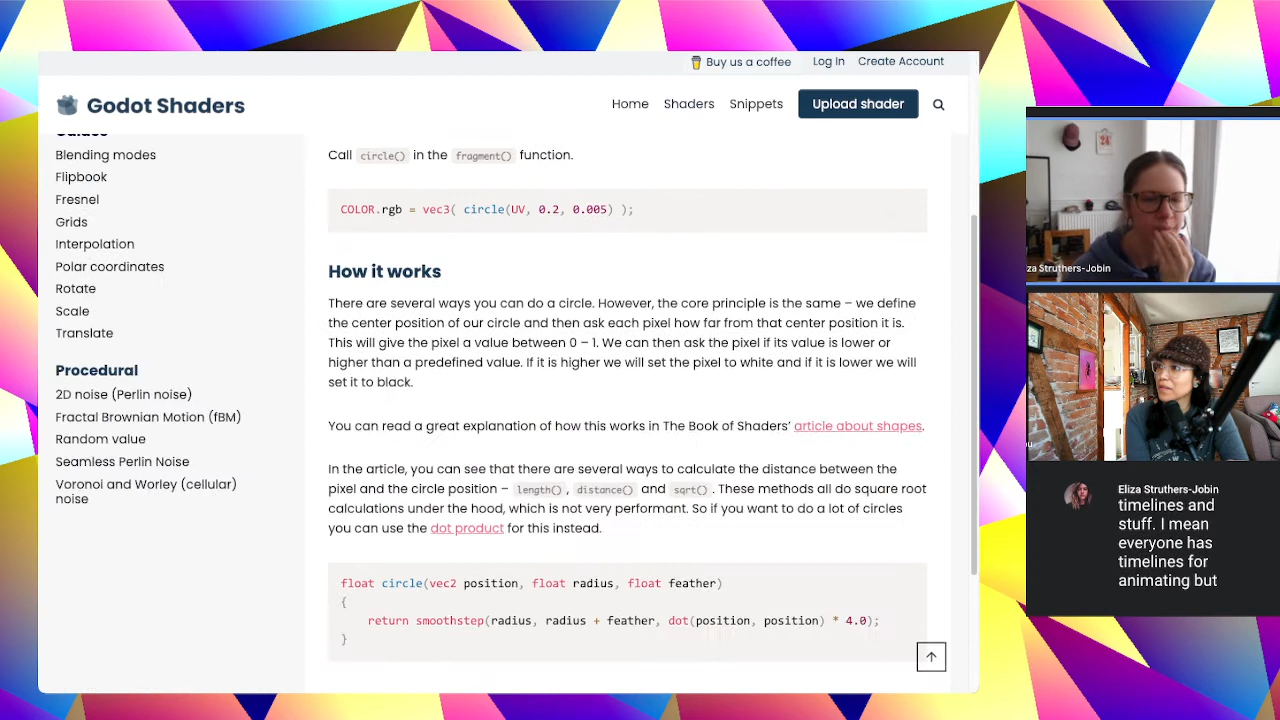 Buy us a coffee
Log In
Create Account
Godot Shaders
Home
Shaders
Snippets
Upload shader
Blending modes
Flipbook
Fresnel
Grids
Interpolation
Polar coordinates
Rotate
Scale
Translate
Procedural
2D noise (Perlin noise)
Fractal Brownian Motion (fBM)
Random value
Seamless Perlin Noise
Voronoi and Worley (cellular)
noise
Call circle() in the fragment() function.
COLOR.rgb = vec3( circle(UV, 0.2, 0.005) );
How it works
There are several ways you can do a circle. However, the core principle is the same – we define
the center position of our circle and then ask each pixel how far from that center position it is.
This will give the pixel a value between 0 – 1. We can then ask the pixel if its value is lower or
higher than a predefined value. If it is higher we will set the pixel to white and if it is lower we will
set it to black.
You can read a great explanation of how this works in The Book of Shaders’ article about shapes.
In the article, you can see that there are several ways to calculate the distance between the
pixel and the circle position – length(), distance() and sqrt(). These methods all do square root
calculations under the hood, which is not very performant. So if you want to do a lot of circles
you can use the dot product for this instead.
float circle(vec2 position, float radius, float feather)
{
return smoothstep(radius, radius + feather, dot(position, position) * 4.0);
}
24
za Struthers-Jobin
ou
Eliza Struthers-Jobin
timelines and
stuff. I mean
everyone has
timelines for
animating but